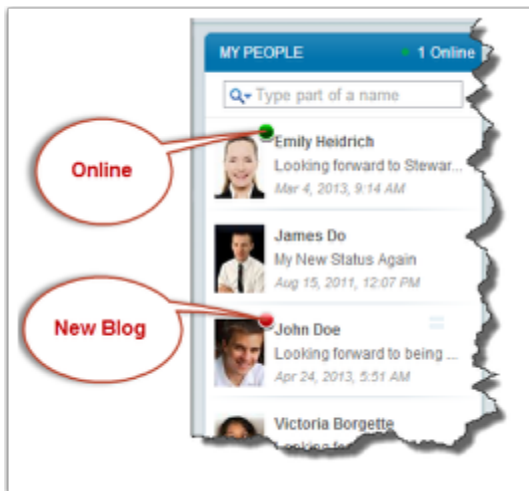 MY PEOPLE 1 Online
Type part of a name
Online
Emily Heidrich
Looking forward to Stewar...
Mar 4, 2013, 9:14 AM
James Do
My New Status Again
Aug 15, 2011, 12:07 PM
New Blog
John Doe
Looking forward to being ...
Apr 24, 2013, 5:51 AM
Victoria Borgette